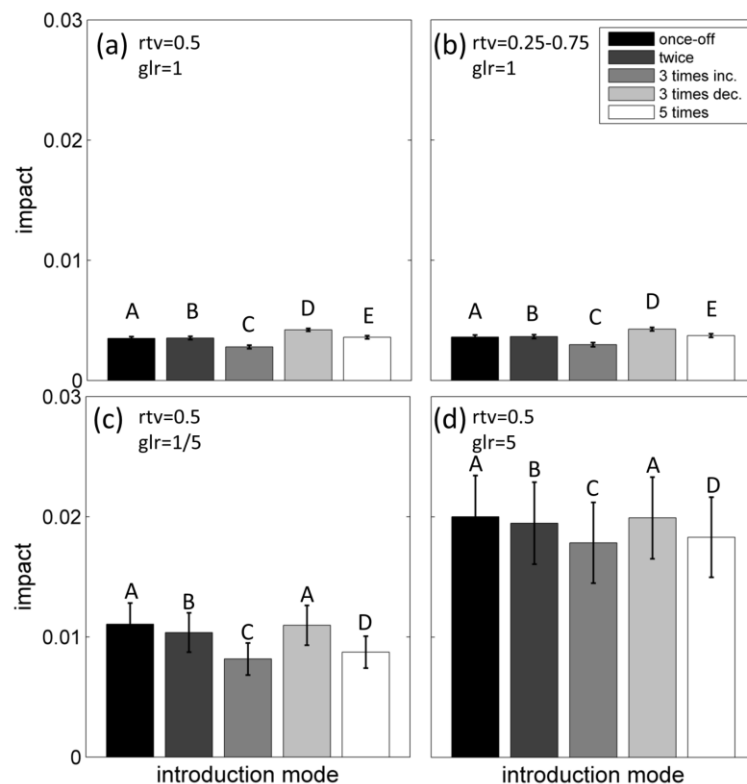 0.03
0.02
0.01
0
impact
(a) rtv=0.5
glr=1
A B C D E
(b) rtv=0.25-0.75
glr=1
once-off
twice
3 times inc.
3 times dec.
5 times
A B C D E
0.03
0.02
0.01
0
impact
(c) rtv=0.5
glr=1/5
A B C A D
introduction mode
(d) rtv=0.5
glr=5
A B C A D
introduction mode